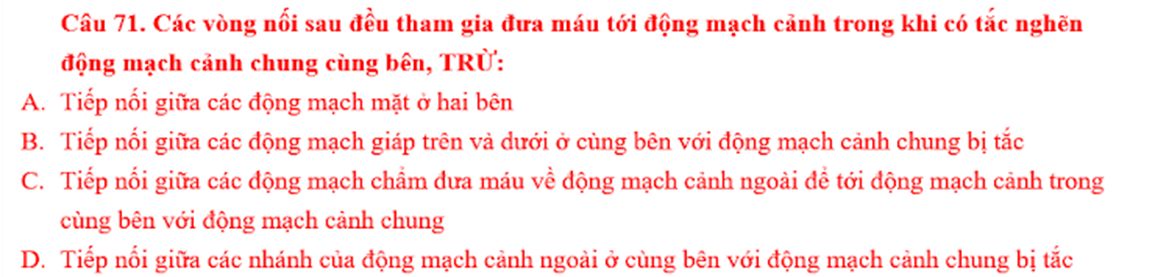 Câu 71. Các vòng nối sau đều tham gia đưa máu tới động mạch cảnh trong khi có tắc nghẽn
động mạch cảnh chung cùng bên, TRỪ:
A. Tiếp nối giữa các động mạch mặt ở hai bên
B. Tiếp nối giữa các động mạch giáp trên và dưới ở cùng bên với động mạch cảnh chung bị tắc
C. Tiếp nối giữa các động mạch chẩm đưa máu về động mạch cảnh ngoài để tới động mạch cảnh trong
cùng bên với động mạch cảnh chung
D. Tiếp nối giữa các nhánh của động mạch cảnh ngoài ở cùng bên với động mạch cảnh chung bị tắc